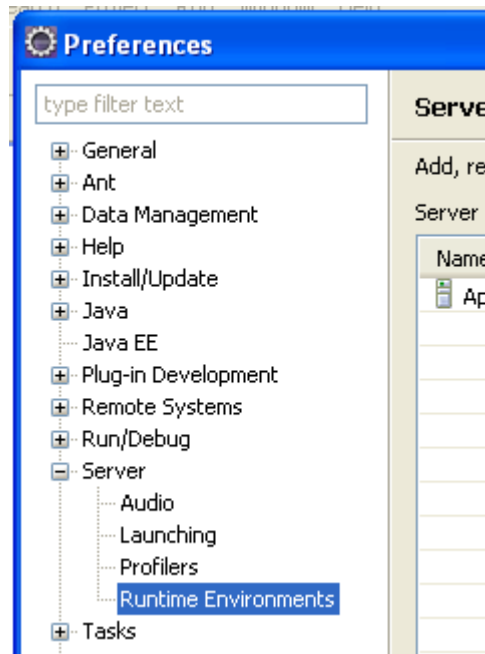 Preferences
type filter text
General
Ant
Data Management
Help
Install/Update
Java
Java EE
Plug-in Development
Remote Systems
Run/Debug
Server
Audio
Launching
Profilers
Runtime Environments
Tasks
Serve
Add, re
Server
Name
Ap